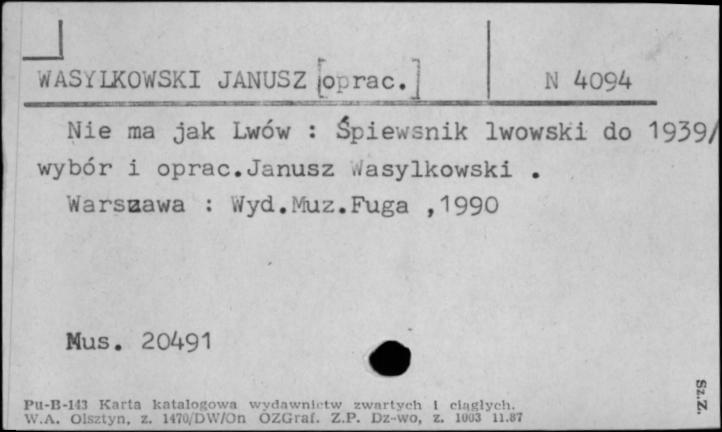 WASYLKOWSKI JANUSZ [oprac.]
N 4094
Nie ma jak Lwów : Śpiewsnik lwowski do 1939/
wybór i oprac.Janusz Wasylkowski .
Warszawa : Wyd.Muz.Fuga ,1990
Mus. 20491
Pu-B-143 Karta katalogowa wydawnictw zwartych i ciągłych.
W.A. Olsztyn, z. 1470/DW/On OZGraf. Z.P. Dz-wo, z. 1003 11.87
Sz.Z.